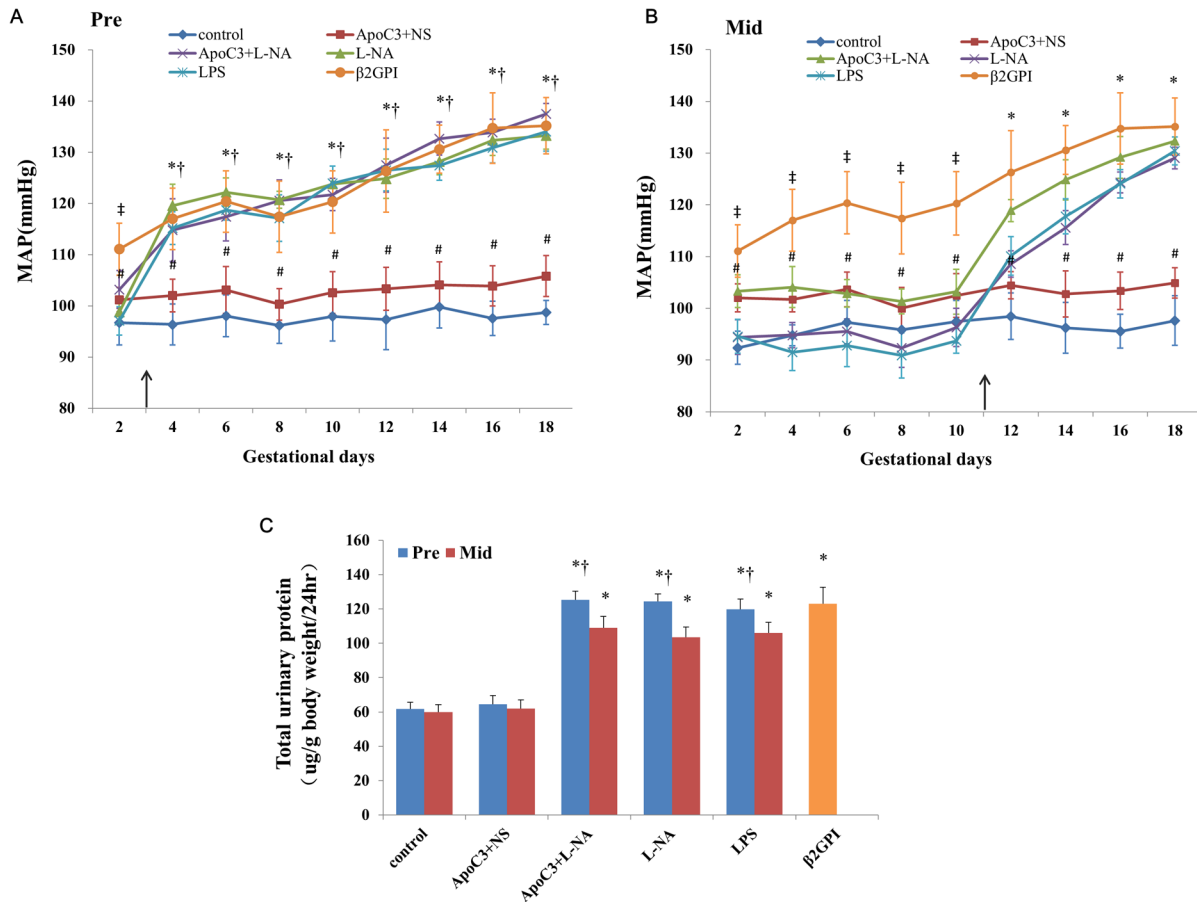 A
Pre
control
ApoC3+NS
ApoC3+L-NA
L-NA
LPS
β2GPI
MAP(mmHg)
150
140
130
120
110
100
90
80
‡ *† *† *† *† *† *† *† *†
# # # # # # # # #
2 4 6 8 10 12 14 16 18
Gestational days
B
Mid
control
ApoC3+NS
ApoC3+L-NA
L-NA
LPS
β2GPI
MAP(mmHg)
150
140
130
120
110
100
90
80
‡ ‡ ‡ ‡ ‡ * * * *
# # # # # # # # #
2 4 6 8 10 12 14 16 18
Gestational days
C
Pre Mid
Total urinary protein
(ug/g body weight/24hr)
160
140
120
100
80
60
40
20
0
*† * *† * *† * *
control ApoC3+NS ApoC3+L-NA L-NA LPS β2GPI